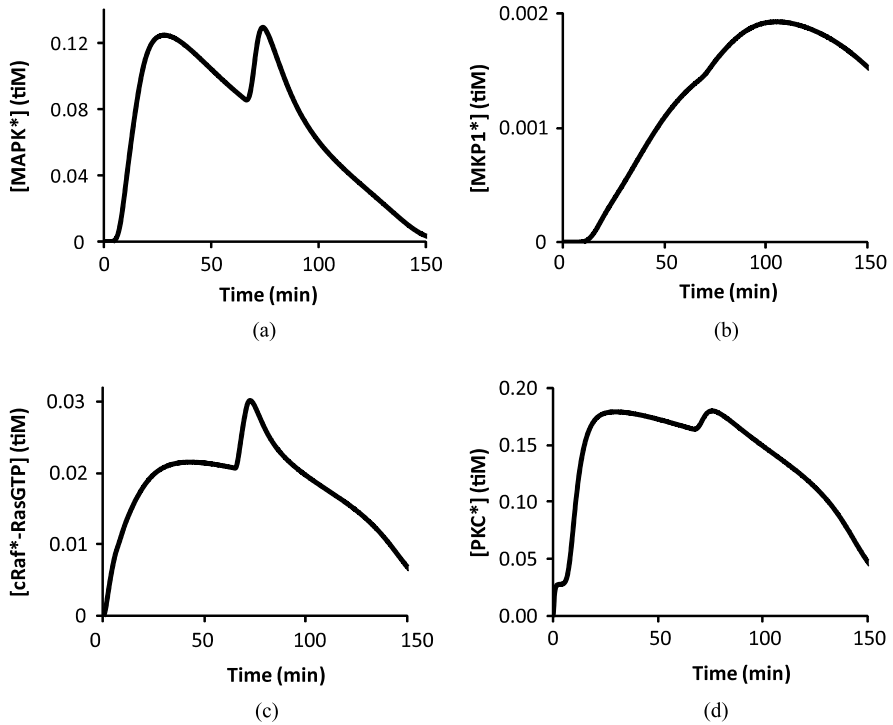 [MAPK*] (tiM)
0.12
0.08
0.04
0
0 50 100 150
Time (min)
(a)
[MKP1*] (tiM)
0.002
0.001
0
0 50 100 150
Time (min)
(b)
[cRaf*-RasGTP] (tiM)
0.03
0.02
0.01
0
0 50 100 150
Time (min)
(c)
[PKC*] (tiM)
0.20
0.15
0.10
0.05
0.00
0 50 100 150
Time (min)
(d)